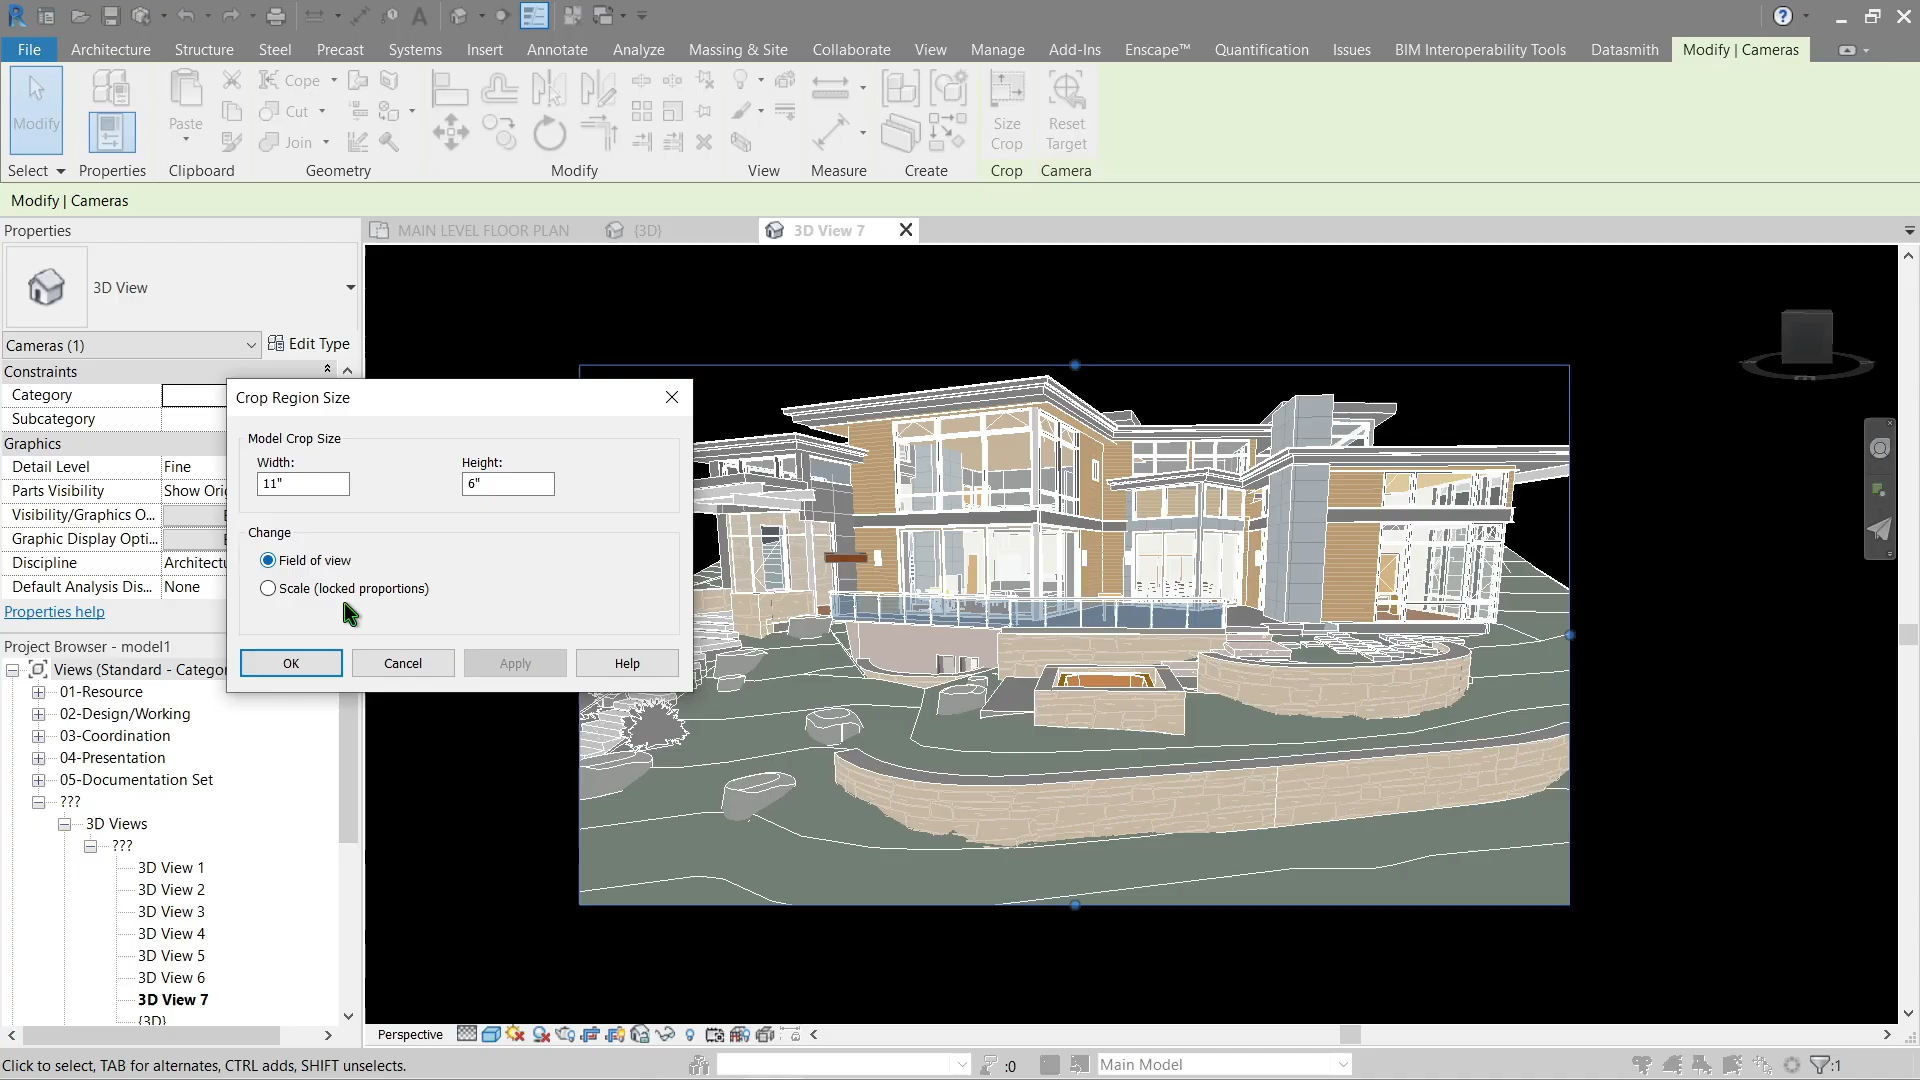 File Architecture Structure Steel Precast Systems Insert Annotate Analyze Massing & Site Collaborate View Manage Add-Ins Enscape™ Quantification Issues BIM Interoperability Tools Datasmith Modify | Cameras
Modify
Paste
Cope
Cut
Join
Size Crop
Reset Target
Select Properties Clipboard Geometry Modify View Measure Create Crop Camera
Modify | Cameras
Properties
MAIN LEVEL FLOOR PLAN {3D} 3D View 7
3D View
Cameras (1) Edit Type
Constraints
Category
Subcategory
Graphics
Detail Level Fine
Parts Visibility Show Orig
Visibility/Graphics O...
Graphic Display Opti...
Discipline Architectu
Default Analysis Dis... None
Properties help
Crop Region Size
Model Crop Size
Width: Height:
11" 6"
Change
Field of view
Scale (locked proportions)
OK Cancel Apply Help
Project Browser - model1
Views (Standard - Categor
01-Resource
02-Design/Working
03-Coordination
04-Presentation
05-Documentation Set
???
3D Views
???
3D View 1
3D View 2
3D View 3
3D View 4
3D View 5
3D View 6
3D View 7
{3D}
Perspective
Click to select, TAB for alternates, CTRL adds, SHIFT unselects. :0 Main Model :1